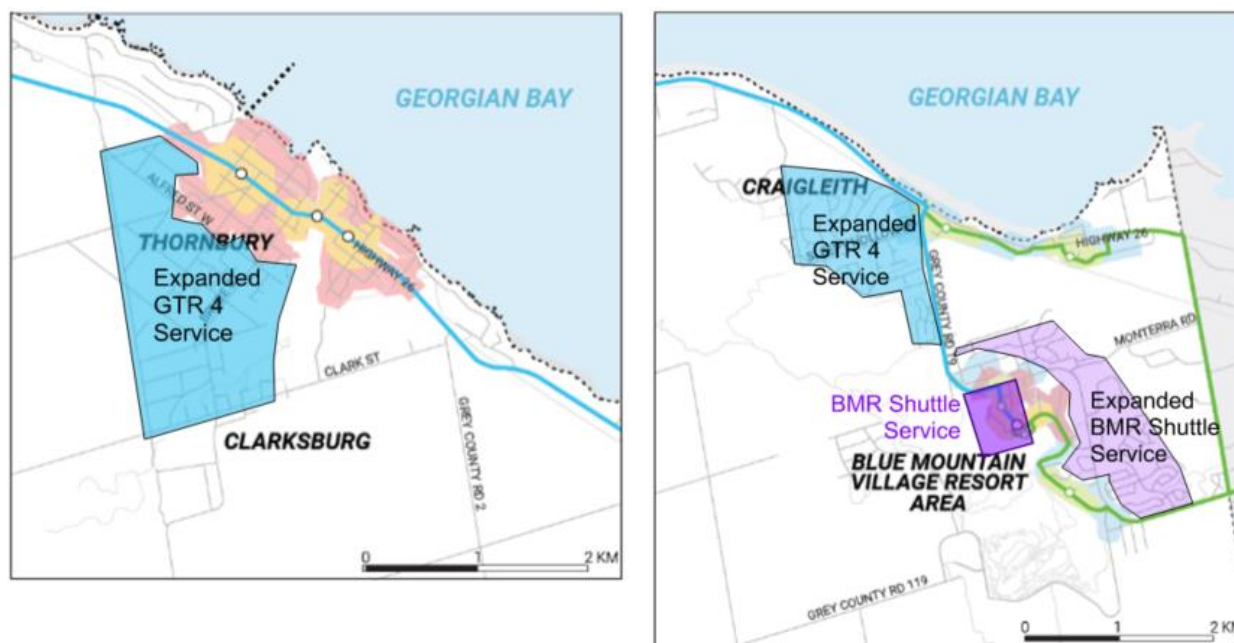 GEORGIAN BAY
ALFRED ST W
THORNBURY
Expanded
GTR 4
Service
HIGHWAY 26
CLARK ST
CLARKSBURG
GREY COUNTY RD 2
0 1 2 KM
GEORGIAN BAY
CRAIGLEITH
Expanded
GTR 4
Service
HIGHWAY 26
GREY COUNTY RD 19
MONTERRA RD
BMR Shuttle
Service
Expanded
BMR Shuttle
Service
BLUE MOUNTAIN
VILLAGE RESORT
AREA
GREY COUNTY RD 119
0 1 2 KM